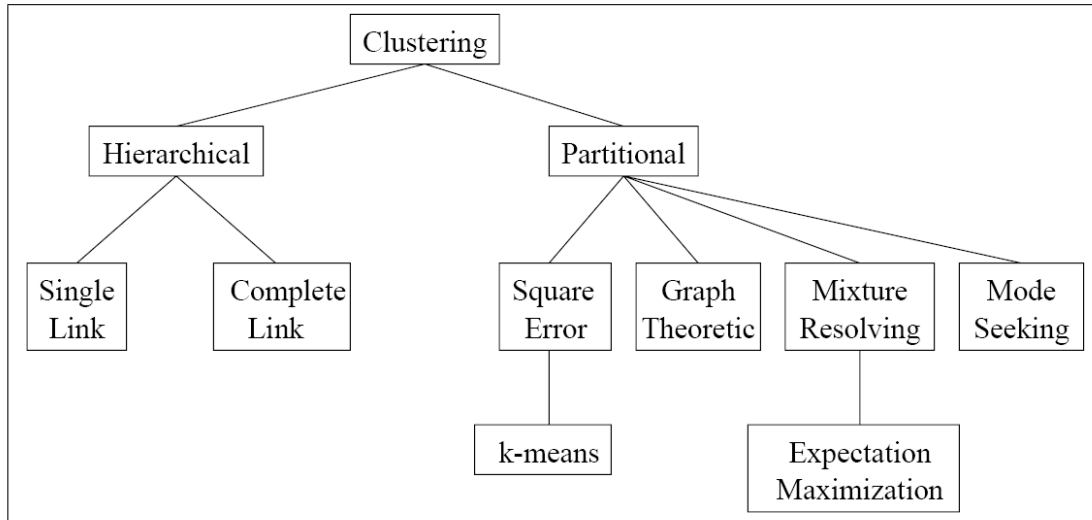 Clustering
Hierarchical
Partitional
Single
Link
Complete
Link
Square
Error
Graph
Theoretic
Mixture
Resolving
Mode
Seeking
k-means
Expectation
Maximization